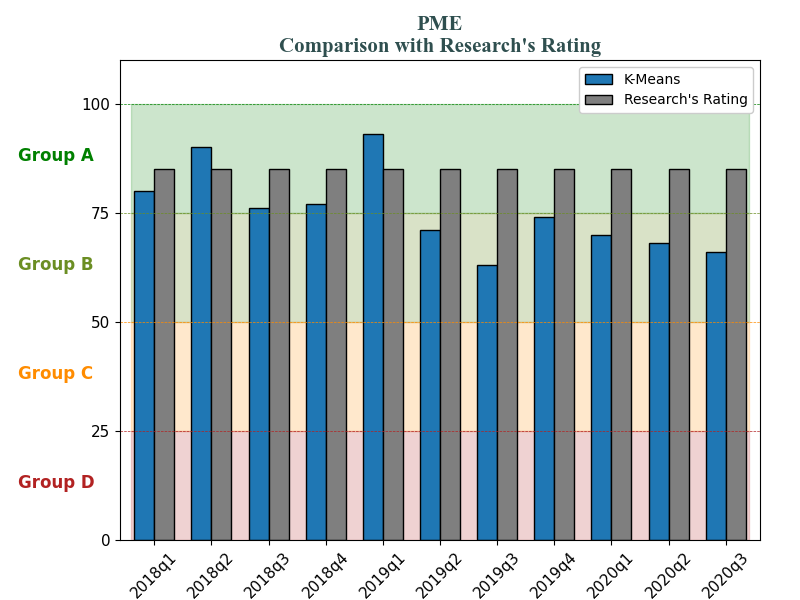 PME
Comparison with Research's Rating
K-Means
Research's Rating
100
Group A
75
Group B
50
Group C
25
Group D
0
2018q1
2018q2
2018q3
2018q4
2019q1
2019q2
2019q3
2019q4
2020q1
2020q2
2020q3